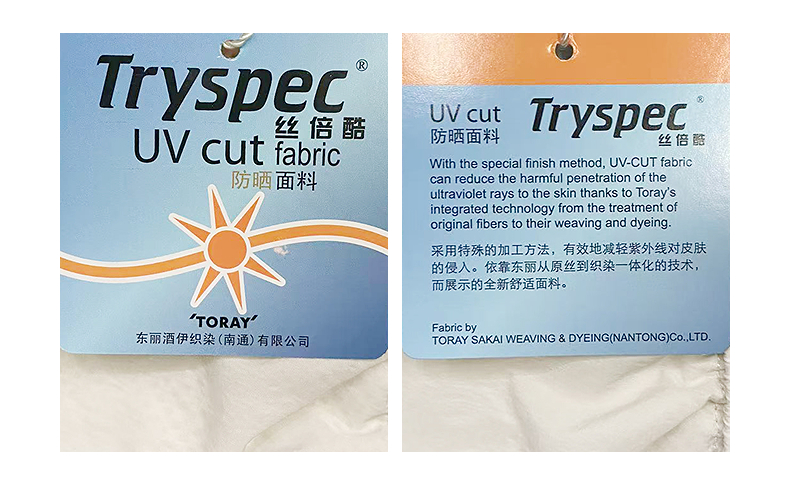 Tryspec®
丝倍酷
UV cut fabric
防晒面料
'TORAY'
东丽酒伊织染(南通)有限公司
UV cut Tryspec®
防晒面料 丝倍酷
With the special finish method, UV-CUT fabric
can reduce the harmful penetration of the
ultraviolet rays to the skin thanks to Toray's
integrated technology from the treatment of
original fibers to their weaving and dyeing.
采用特殊的加工方法，有效地减轻紫外线对皮肤
的侵入。依靠东丽从原丝到织染一体化的技术，
而展示的全新舒适面料。
Fabric by
TORAY SAKAI WEAVING & DYEING(NANTONG)Co.,LTD.